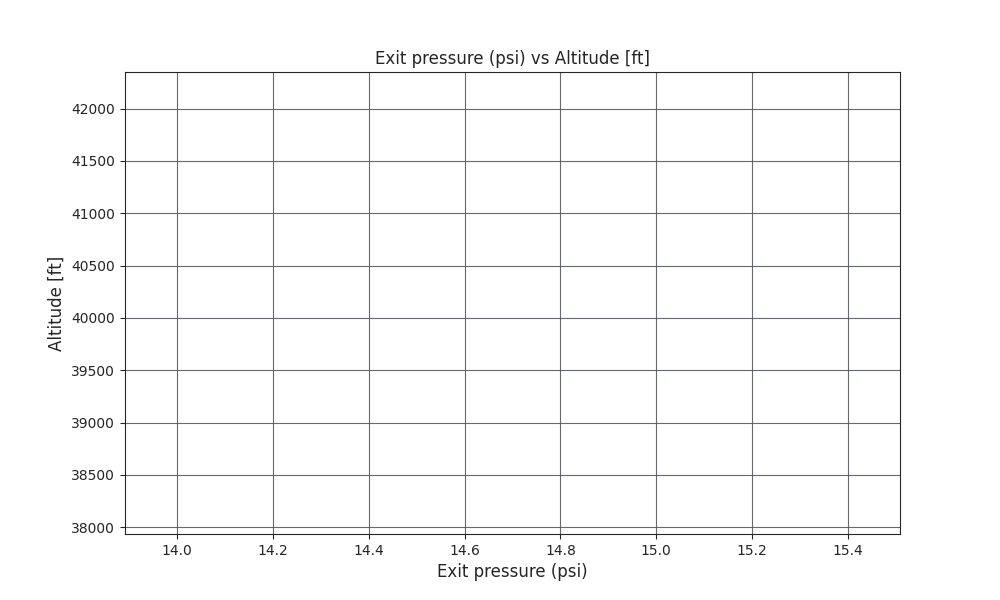 Exit pressure (psi) vs Altitude [ft]
42000
41500
41000
40500
40000
39500
39000
38500
38000
Altitude [ft]
14.0 14.2 14.4 14.6 14.8 15.0 15.2 15.4
Exit pressure (psi)